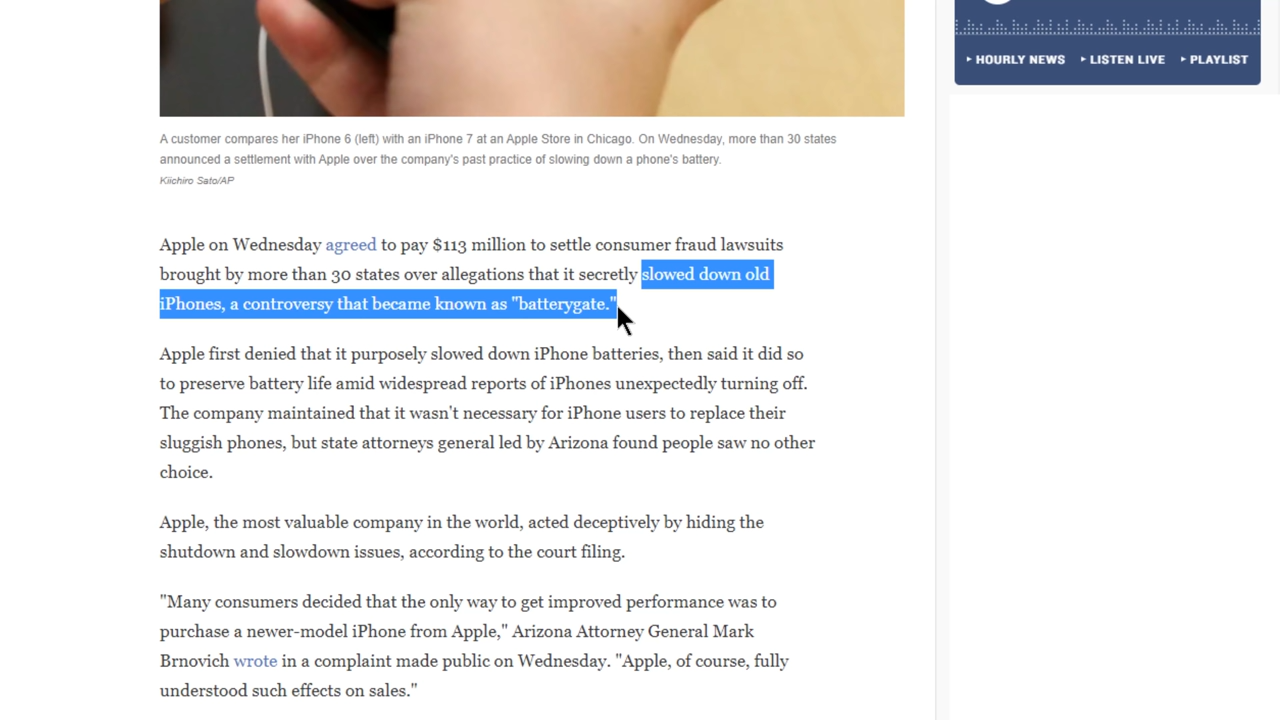 HOURLY NEWS LISTEN LIVE PLAYLIST
A customer compares her iPhone 6 (left) with an iPhone 7 at an Apple Store in Chicago. On Wednesday, more than 30 states
announced a settlement with Apple over the company's past practice of slowing down a phone's battery.
Kiichiro Sato/AP
Apple on Wednesday agreed to pay $113 million to settle consumer fraud lawsuits
brought by more than 30 states over allegations that it secretly slowed down old
iPhones, a controversy that became known as "batterygate."
Apple first denied that it purposely slowed down iPhone batteries, then said it did so
to preserve battery life amid widespread reports of iPhones unexpectedly turning off.
The company maintained that it wasn't necessary for iPhone users to replace their
sluggish phones, but state attorneys general led by Arizona found people saw no other
choice.
Apple, the most valuable company in the world, acted deceptively by hiding the
shutdown and slowdown issues, according to the court filing.
"Many consumers decided that the only way to get improved performance was to
purchase a newer-model iPhone from Apple," Arizona Attorney General Mark
Brnovich wrote in a complaint made public on Wednesday. "Apple, of course, fully
understood such effects on sales."